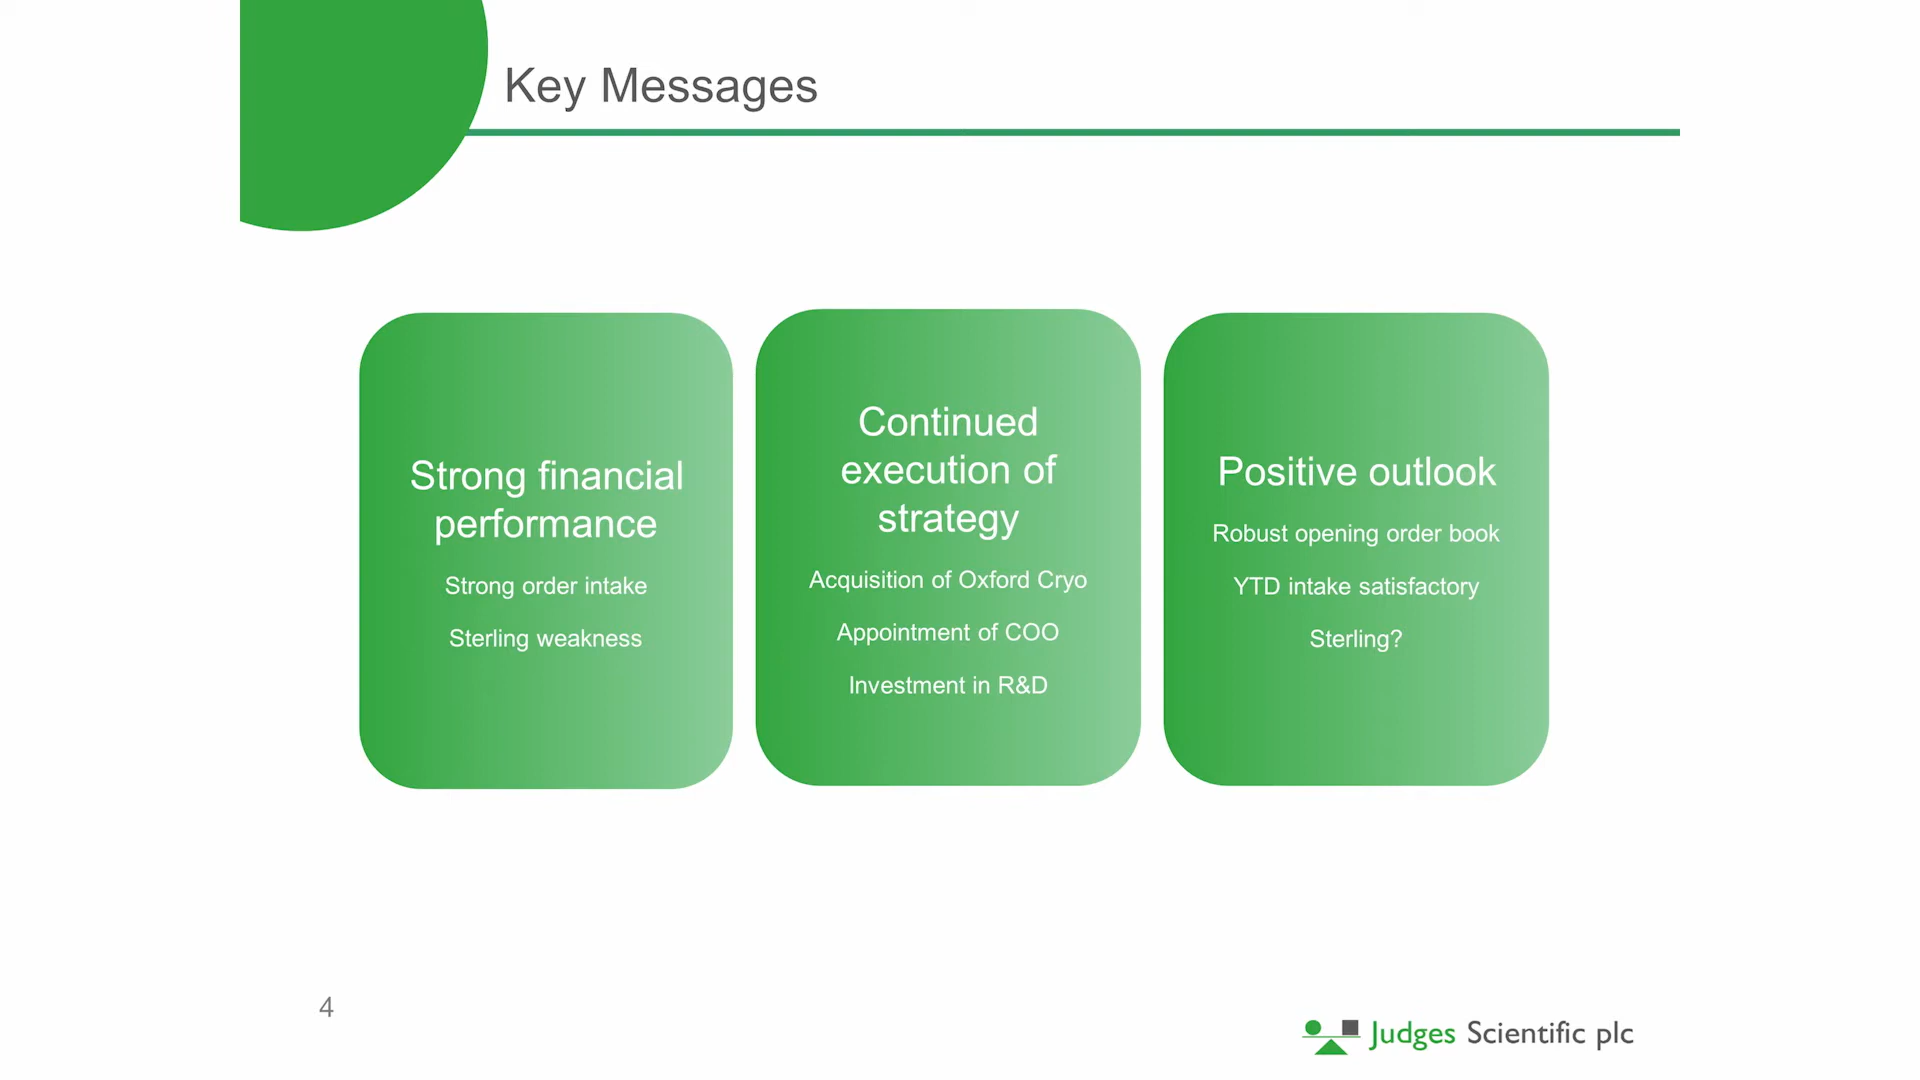 Key Messages
Strong financial
performance
Strong order intake
Sterling weakness
Continued
execution of
strategy
Acquisition of Oxford Cryo
Appointment of COO
Investment in R&D
Positive outlook
Robust opening order book
YTD intake satisfactory
Sterling?
4
Judges Scientific plc